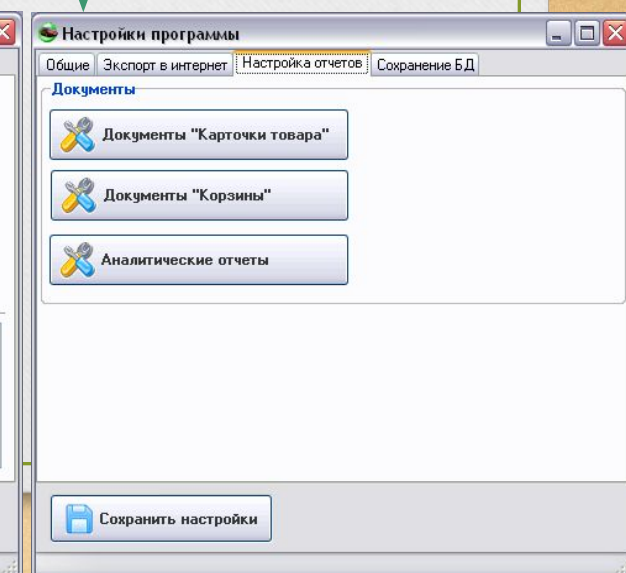 Настройки программы
Общие Экспорт в интернет Настройка отчетов Сохранение БД
Документы
Документы "Карточки товара"
Документы "Корзины"
Аналитические отчеты
Сохранить настройки